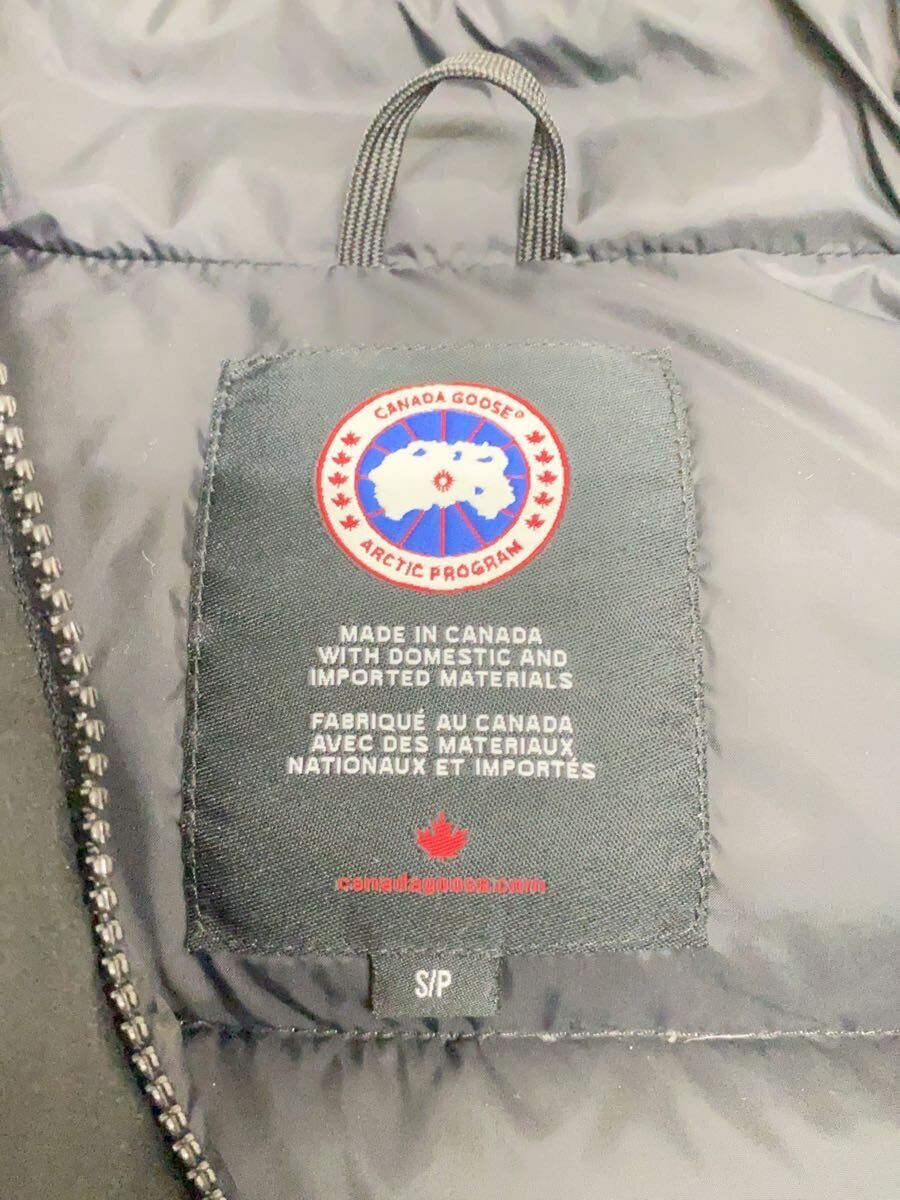 CANADA GOOSE®
ARCTIC PROGRAM
MADE IN CANADA
WITH DOMESTIC AND
IMPORTED MATERIALS
FABRIQUÉ AU CANADA
AVEC DES MATERIAUX
NATIONAUX ET IMPORTÉS
canadagoose.com
S/P